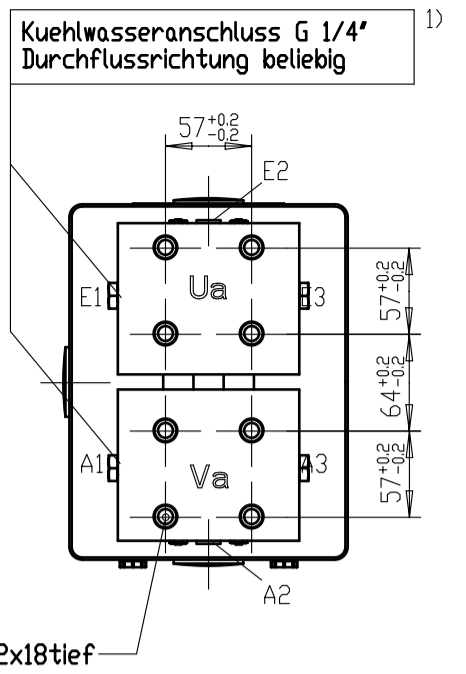 Kuehlwasseranschluss G 1/4"
Durchflussrichtung beliebig
1)
57+0.2 -0.2
E2
E1
Ua
57+0.2 -0.2
64+0.2 -0.2
A1
Va
A3
57+0.2 -0.2
A2
2x18tief